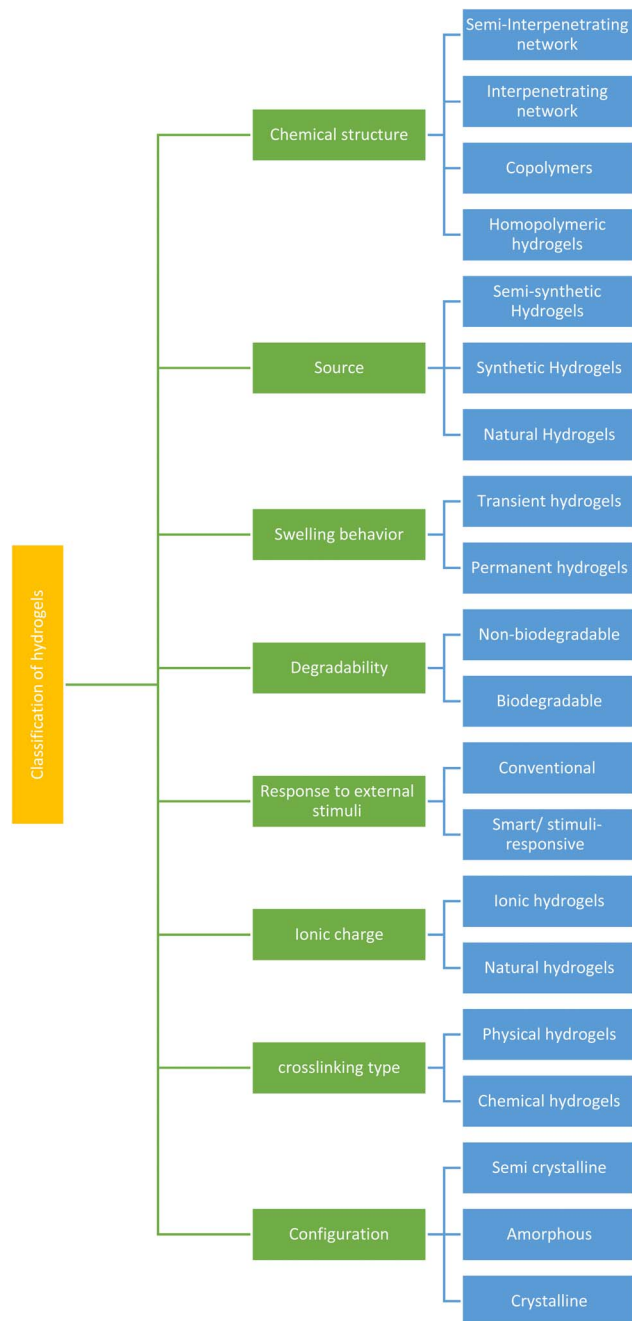 Classification of hydrogels
Chemical structure
Semi-Interpenetrating
network
Interpenetrating
network
Copolymers
Homopolymeric
hydrogels
Source
Semi-synthetic
Hydrogels
Synthetic Hydrogels
Natural Hydrogels
Swelling behavior
Transient hydrogels
Permanent hydrogels
Degradability
Non-biodegradable
Biodegradable
Response to external
stimuli
Conventional
Smart/ stimuli-
responsive
Ionic charge
Ionic hydrogels
Natural hydrogels
crosslinking type
Physical hydrogels
Chemical hydrogels
Configuration
Semi crystalline
Amorphous
Crystalline